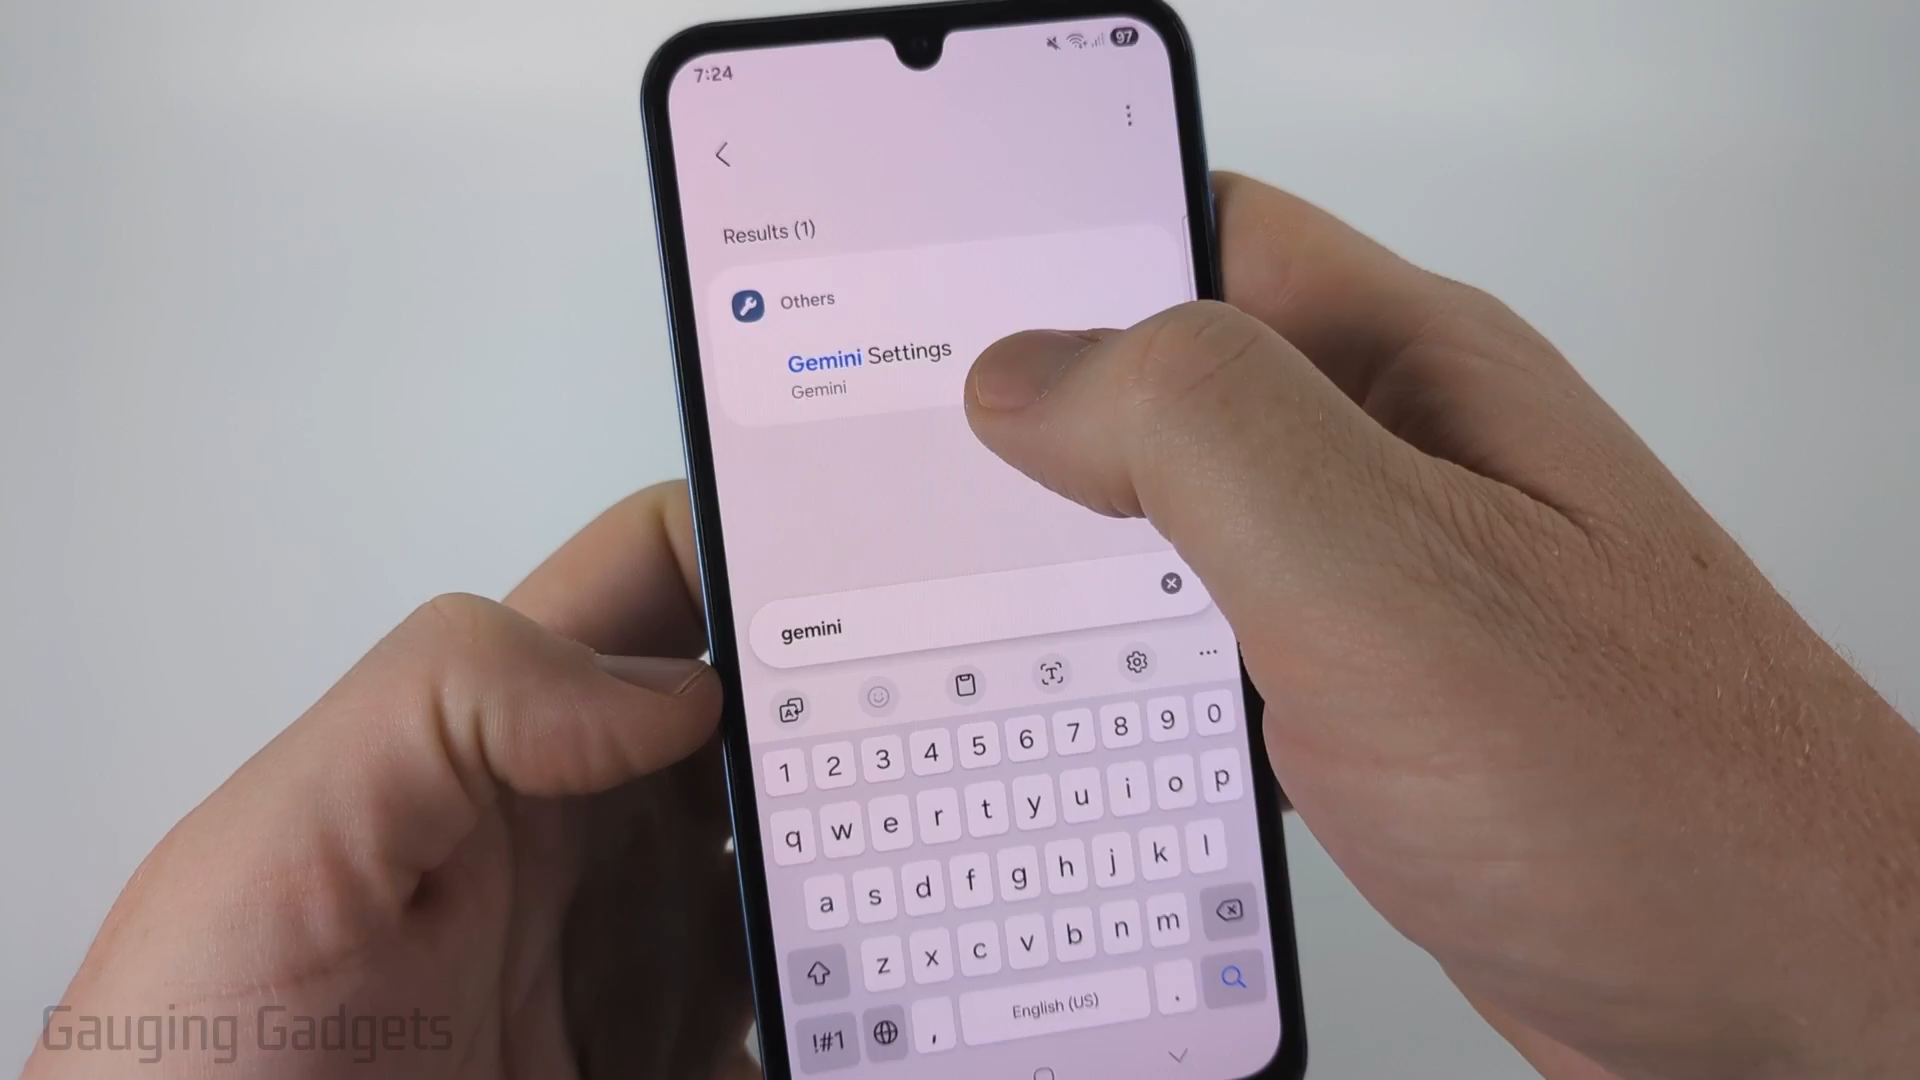 7:24
97
Results (1)
Others
Gemini Settings
Gemini
gemini
1 2 3 4 5 6 7 8 9 0
q w e r t y u i o p
a s d f g h j k l
z x c v b n m
!#1 , English (US) .
Gauging Gadgets